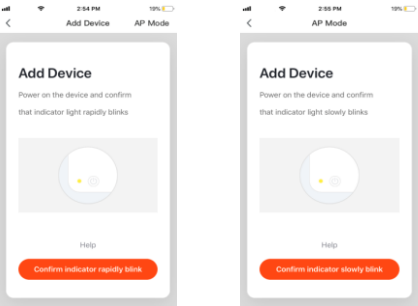 2:54 PM
19%
Add Device
AP Mode
Add Device
Power on the device and confirm
that indicator light rapidly blinks
Help
Confirm indicator rapidly blink
2:55 PM
19%
AP Mode
Add Device
Power on the device and confirm
that indicator light slowly blinks
Help
Confirm indicator slowly blink